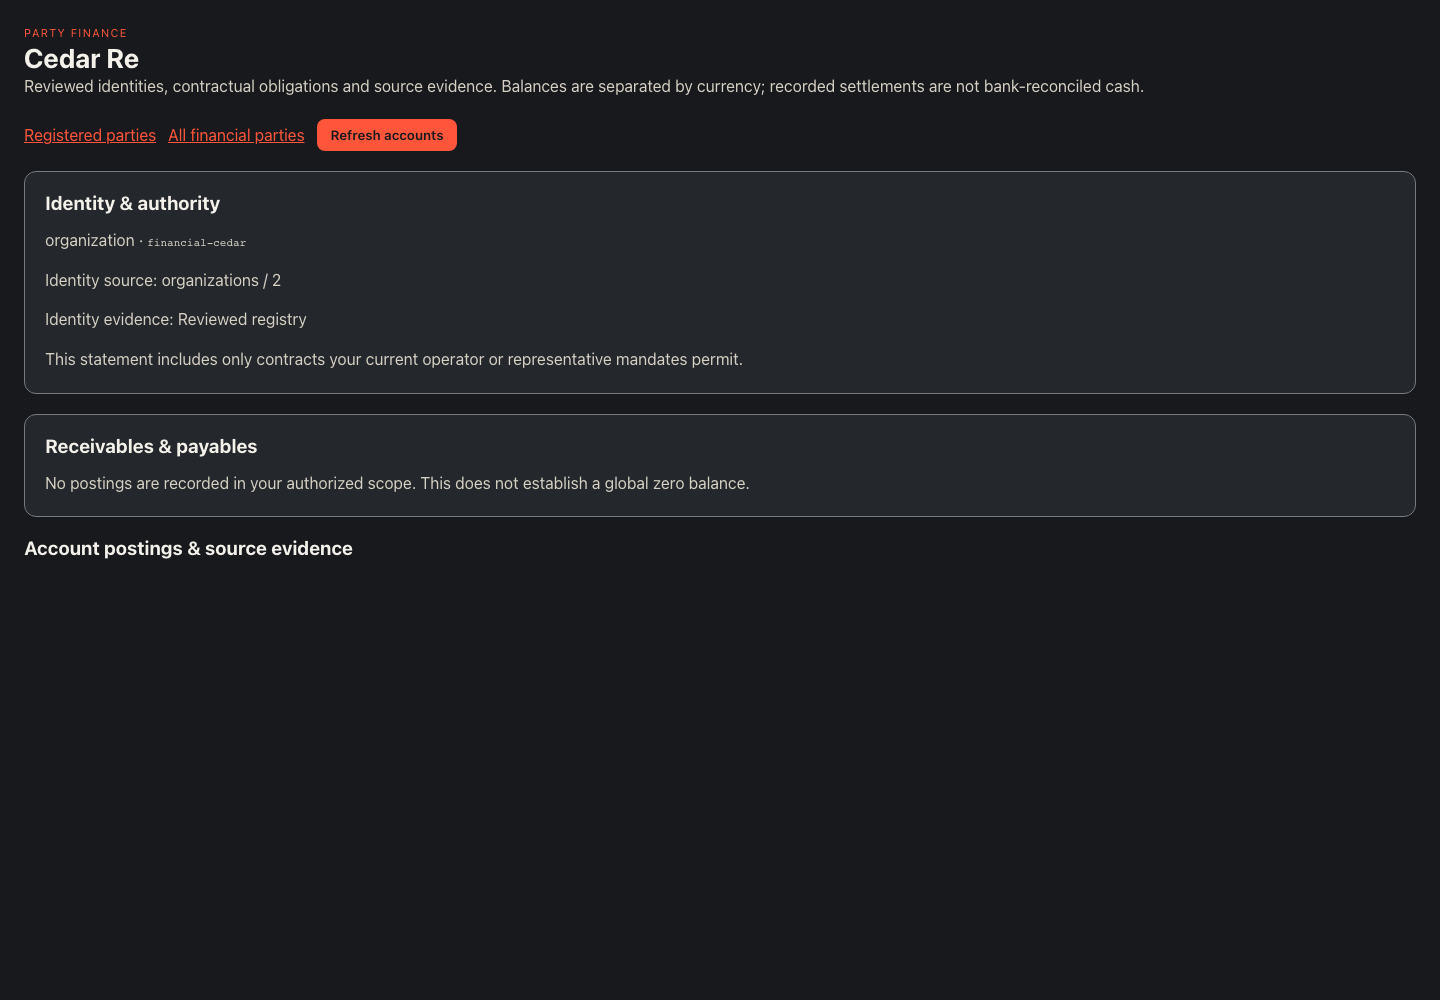 PARTY FINANCE
Cedar Re
Reviewed identities, contractual obligations and source evidence. Balances are separated by currency; recorded settlements are not bank-reconciled cash.
Registered parties All financial parties Refresh accounts
Identity & authority
organization · financial-cedar
Identity source: organizations / 2
Identity evidence: Reviewed registry
This statement includes only contracts your current operator or representative mandates permit.
Receivables & payables
No postings are recorded in your authorized scope. This does not establish a global zero balance.
Account postings & source evidence